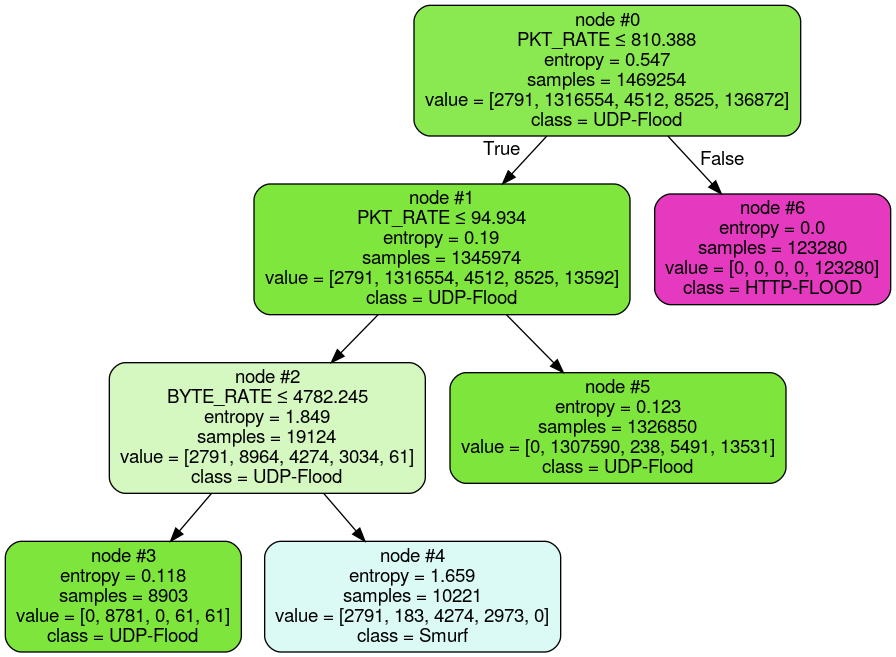 node #0
PKT_RATE ≤ 810.388
entropy = 0.547
samples = 1469254
value = [2791, 1316554, 4512, 8525, 136872]
class = UDP-Flood
True
False
node #1
PKT_RATE ≤ 94.934
entropy = 0.19
samples = 1345974
value = [2791, 1316554, 4512, 8525, 13592]
class = UDP-Flood
node #6
entropy = 0.0
samples = 123280
value = [0, 0, 0, 0, 123280]
class = HTTP-FLOOD
node #2
BYTE_RATE ≤ 4782.245
entropy = 1.849
samples = 19124
value = [2791, 8964, 4274, 3034, 61]
class = UDP-Flood
node #5
entropy = 0.123
samples = 1326850
value = [0, 1307590, 238, 5491, 13531]
class = UDP-Flood
node #3
entropy = 0.118
samples = 8903
value = [0, 8781, 0, 61, 61]
class = UDP-Flood
node #4
entropy = 1.659
samples = 10221
value = [2791, 183, 4274, 2973, 0]
class = Smurf